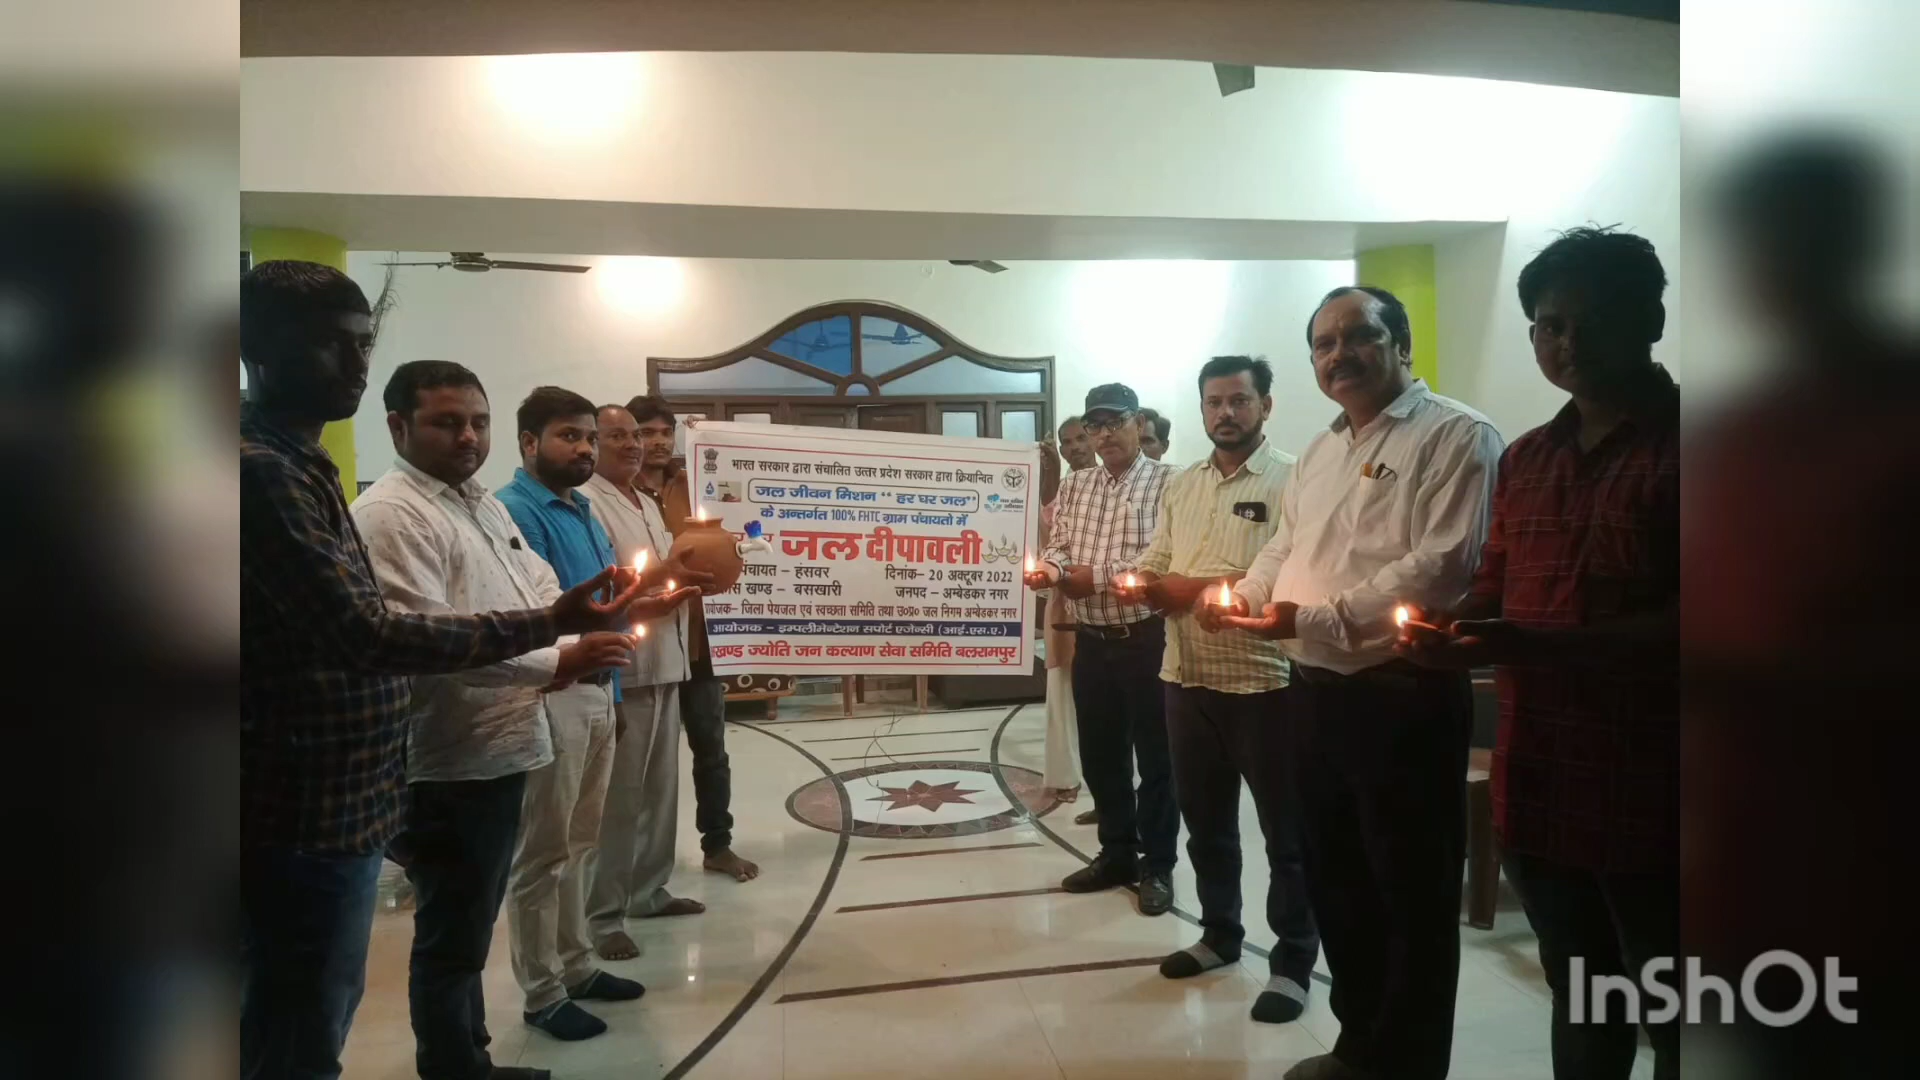 भारत सरकार द्वारा संचालित उत्तर प्रदेश सरकार द्वारा क्रियान्वित
जल जीवन मिशन “ हर घर जल”
के अन्तर्गत 100% FHTC ग्राम पंचायतो में
जल दीपावली
पंचायत – हंसवर दिनांक– 20 अक्टूबर 2022
खण्ड – बसखारी जनपद – अम्बेडकर नगर
जिला पेयजल एवं स्वच्छता समिति तथा उ०प्र० जल निगम अम्बेडकर नगर
आयोजक – इम्पलीमेन्टेशन सपोर्ट एजेन्सी (आई.एस.ए.)
खण्ड ज्योति जन कल्याण सेवा समिति बलरामपुर
InShOt